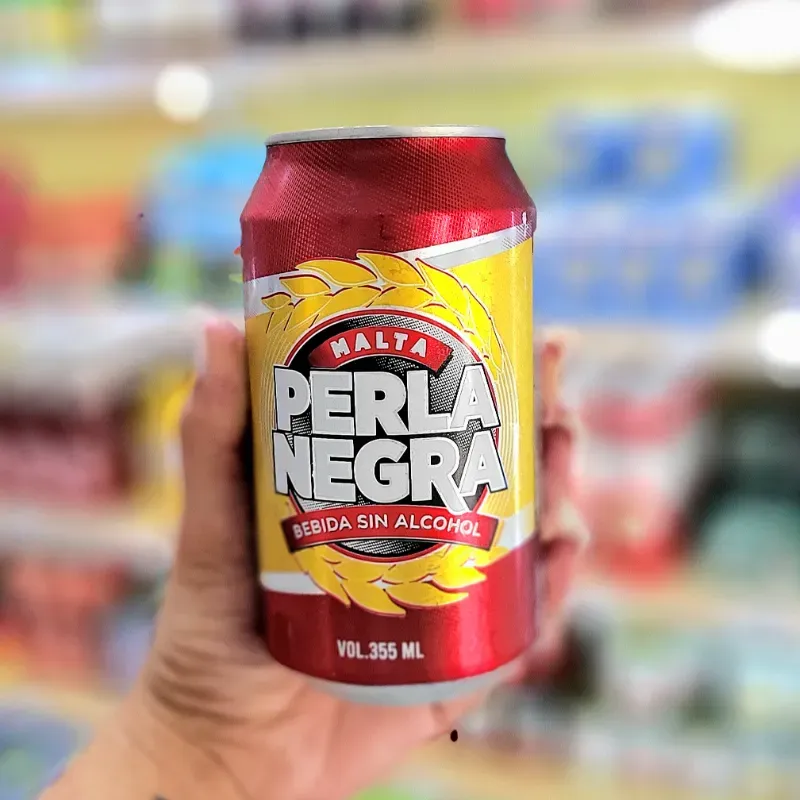 MALTA
PERLA
NEGRA
BEBIDA SIN ALCOHOL
VOL.355 ML